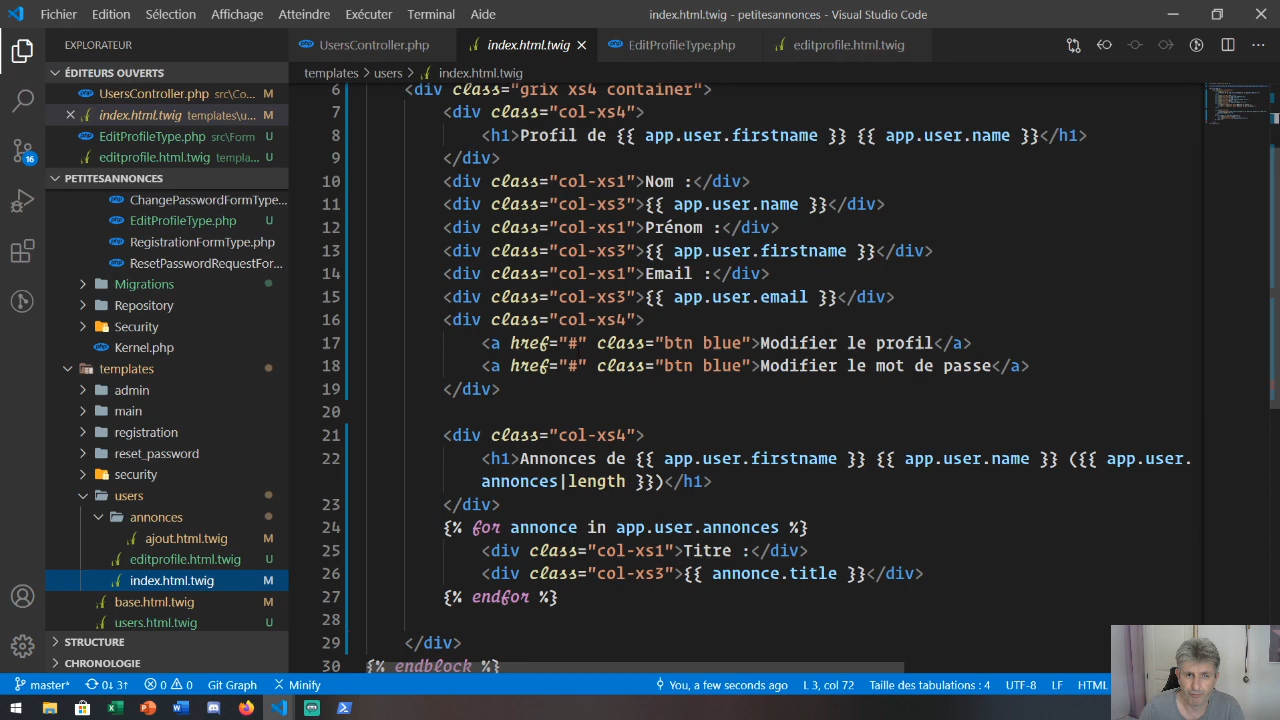 Fichier Edition Sélection Affichage Atteindre Exécuter Terminal Aide
index.html.twig - petitesannonces - Visual Studio Code
EXPLORATEUR
UsersController.php
index.html.twig
EditProfileType.php
editprofile.html.twig
ÉDITEURS OUVERTS
templates > users > index.html.twig
UsersController.php src\Co... M
index.html.twig templates\u... M
EditProfileType.php src\Form U
editprofile.html.twig templa... U
PETITESANNONCES
ChangePasswordFormType...
EditProfileType.php U
RegistrationFormType.php
ResetPasswordRequestFor...
Migrations
Repository
Security
Kernel.php
templates
admin
main
registration
reset_password
security
users
annonces
ajout.html.twig M
editprofile.html.twig U
index.html.twig M
base.html.twig M
users.html.twig U
STRUCTURE
CHRONOLOGIE
6 <div class="grix xs4 container">
7 <div class="col-xs4">
8 <h1>Profil de {{ app.user.firstname }} {{ app.user.name }}</h1>
9 </div>
10 <div class="col-xs1">Nom :</div>
11 <div class="col-xs3">{{ app.user.name }}</div>
12 <div class="col-xs1">Prénom :</div>
13 <div class="col-xs3">{{ app.user.firstname }}</div>
14 <div class="col-xs1">Email :</div>
15 <div class="col-xs3">{{ app.user.email }}</div>
16 <div class="col-xs4">
17 <a href="#" class="btn blue">Modifier le profil</a>
18 <a href="#" class="btn blue">Modifier le mot de passe</a>
19 </div>
20
21 <div class="col-xs4">
22 <h1>Annonces de {{ app.user.firstname }} {{ app.user.name }} ({{ app.user.
annonces|length }})</h1>
23 </div>
24 {% for annonce in app.user.annonces %}
25 <div class="col-xs1">Titre :</div>
26 <div class="col-xs3">{{ annonce.title }}</div>
27 {% endfor %}
28
29 </div>
30 {% endblock %}
16
master* 0↓ 3↑ 0 0 Git Graph Minify
You, a few seconds ago L 3, col 72 Taille des tabulations : 4 UTF-8 LF HTML